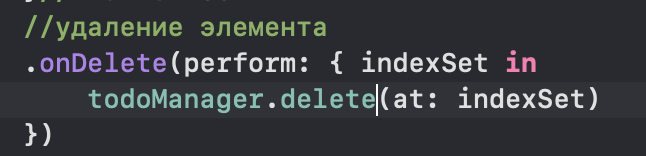 //удаление элемента
.onDelete(perform: { indexSet in
todoManager.delete(at: indexSet)
})